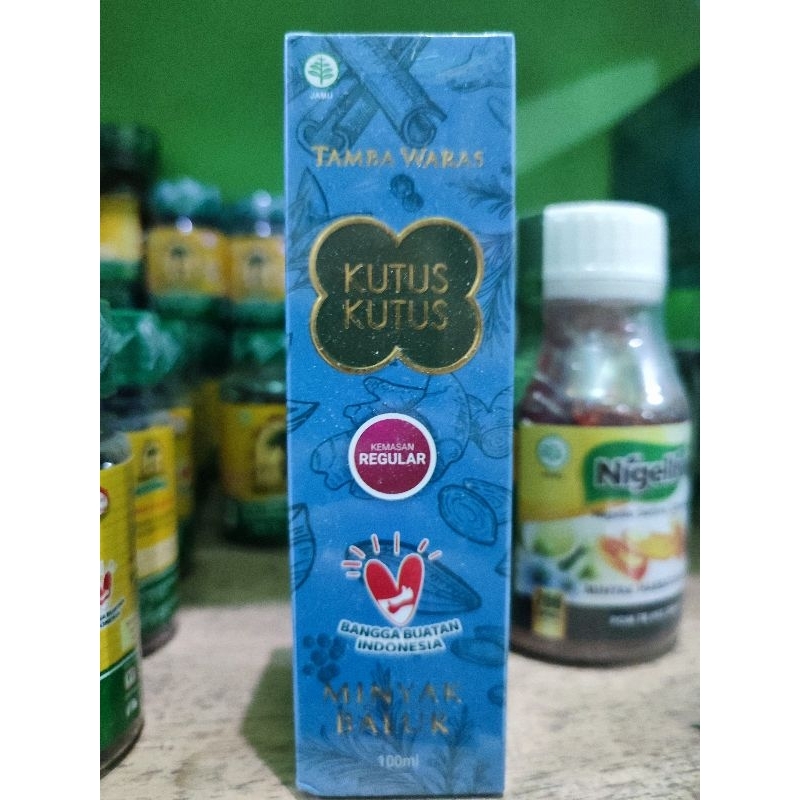 JAMU
TAMBA WARAS
KUTUS
KUTUS
KEMASAN
REGULAR
BANGGA BUATAN
INDONESIA
MINYAK
BALUR
100ml